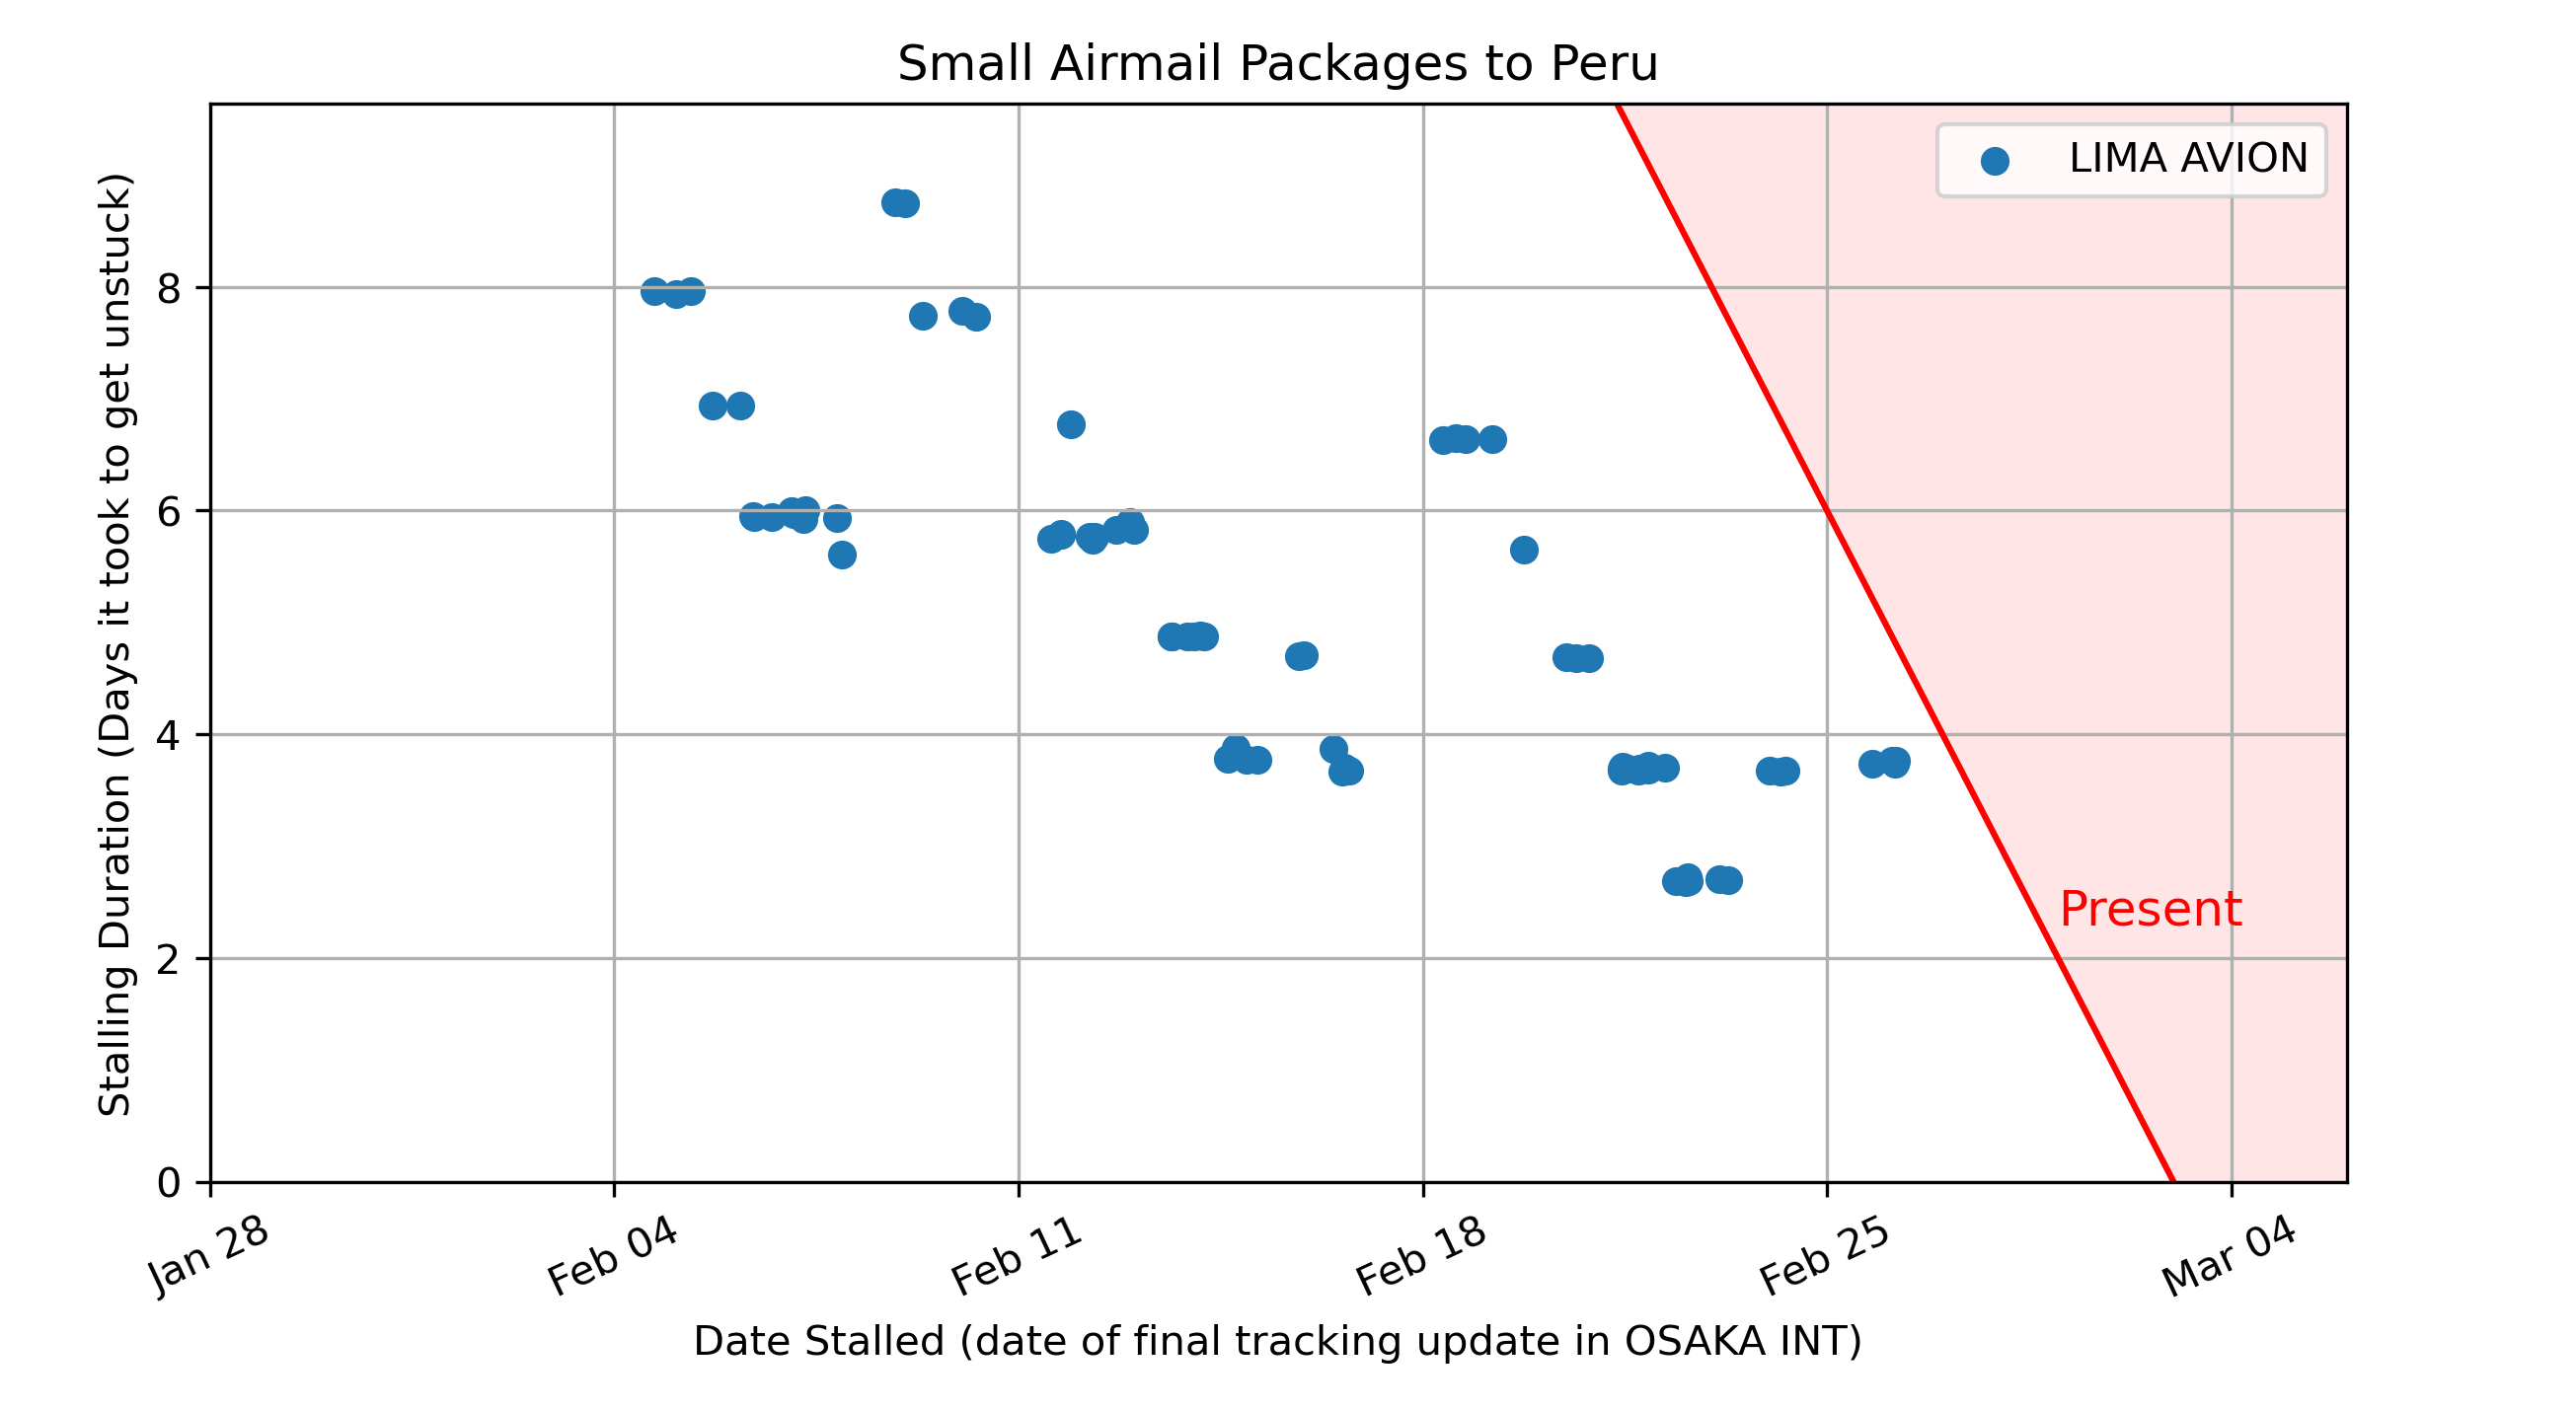 Small Airmail Packages to Peru
LIMA AVION
Stalling Duration (Days it took to get unstuck)
8
6
4
2
0
Present
Jan 28
Feb 04
Feb 11
Feb 18
Feb 25
Mar 04
Date Stalled (date of final tracking update in OSAKA INT)